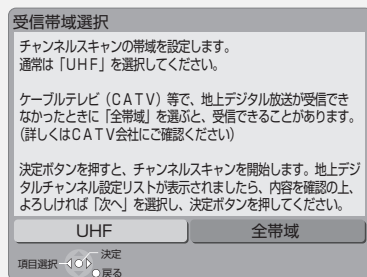 受信帯域選択
チャンネルスキャンの帯域を設定します。
通常は「UHF」を選択してください。
ケーブルテレビ（CATV）等で、地上デジタル放送が受信でき
なかったときに「全帯域」を選ぶと、受信できることがあります。
（詳しくはCATV会社にご確認ください）
決定ボタンを押すと、チャンネルスキャンを開始します。地上デジ
タルチャンネル設定リストが表示されましたら、内容を確認の上、
よろしければ「次へ」を選択し、決定ボタンを押してください。
UHF 全帯域
決定
項目選択
戻る